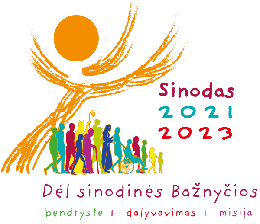 Sinodas
2021
2023
Dėl sinodinės Bažnyčios
bendrystė I dalyvavimas I misija